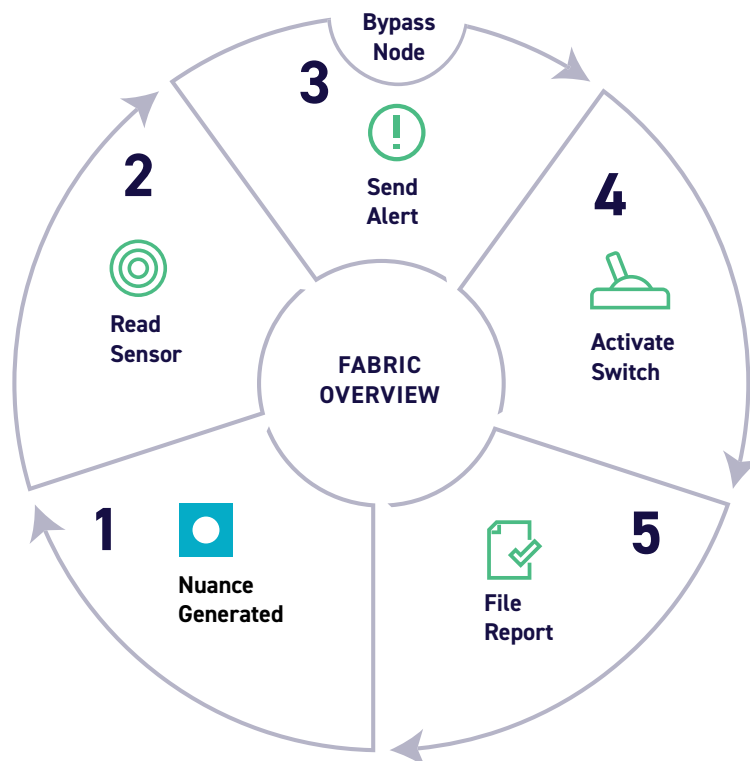 Bypass
Node
3
Send
Alert
2
Read
Sensor
4
Activate
Switch
FABRIC
OVERVIEW
1
Nuance
Generated
5
File
Report